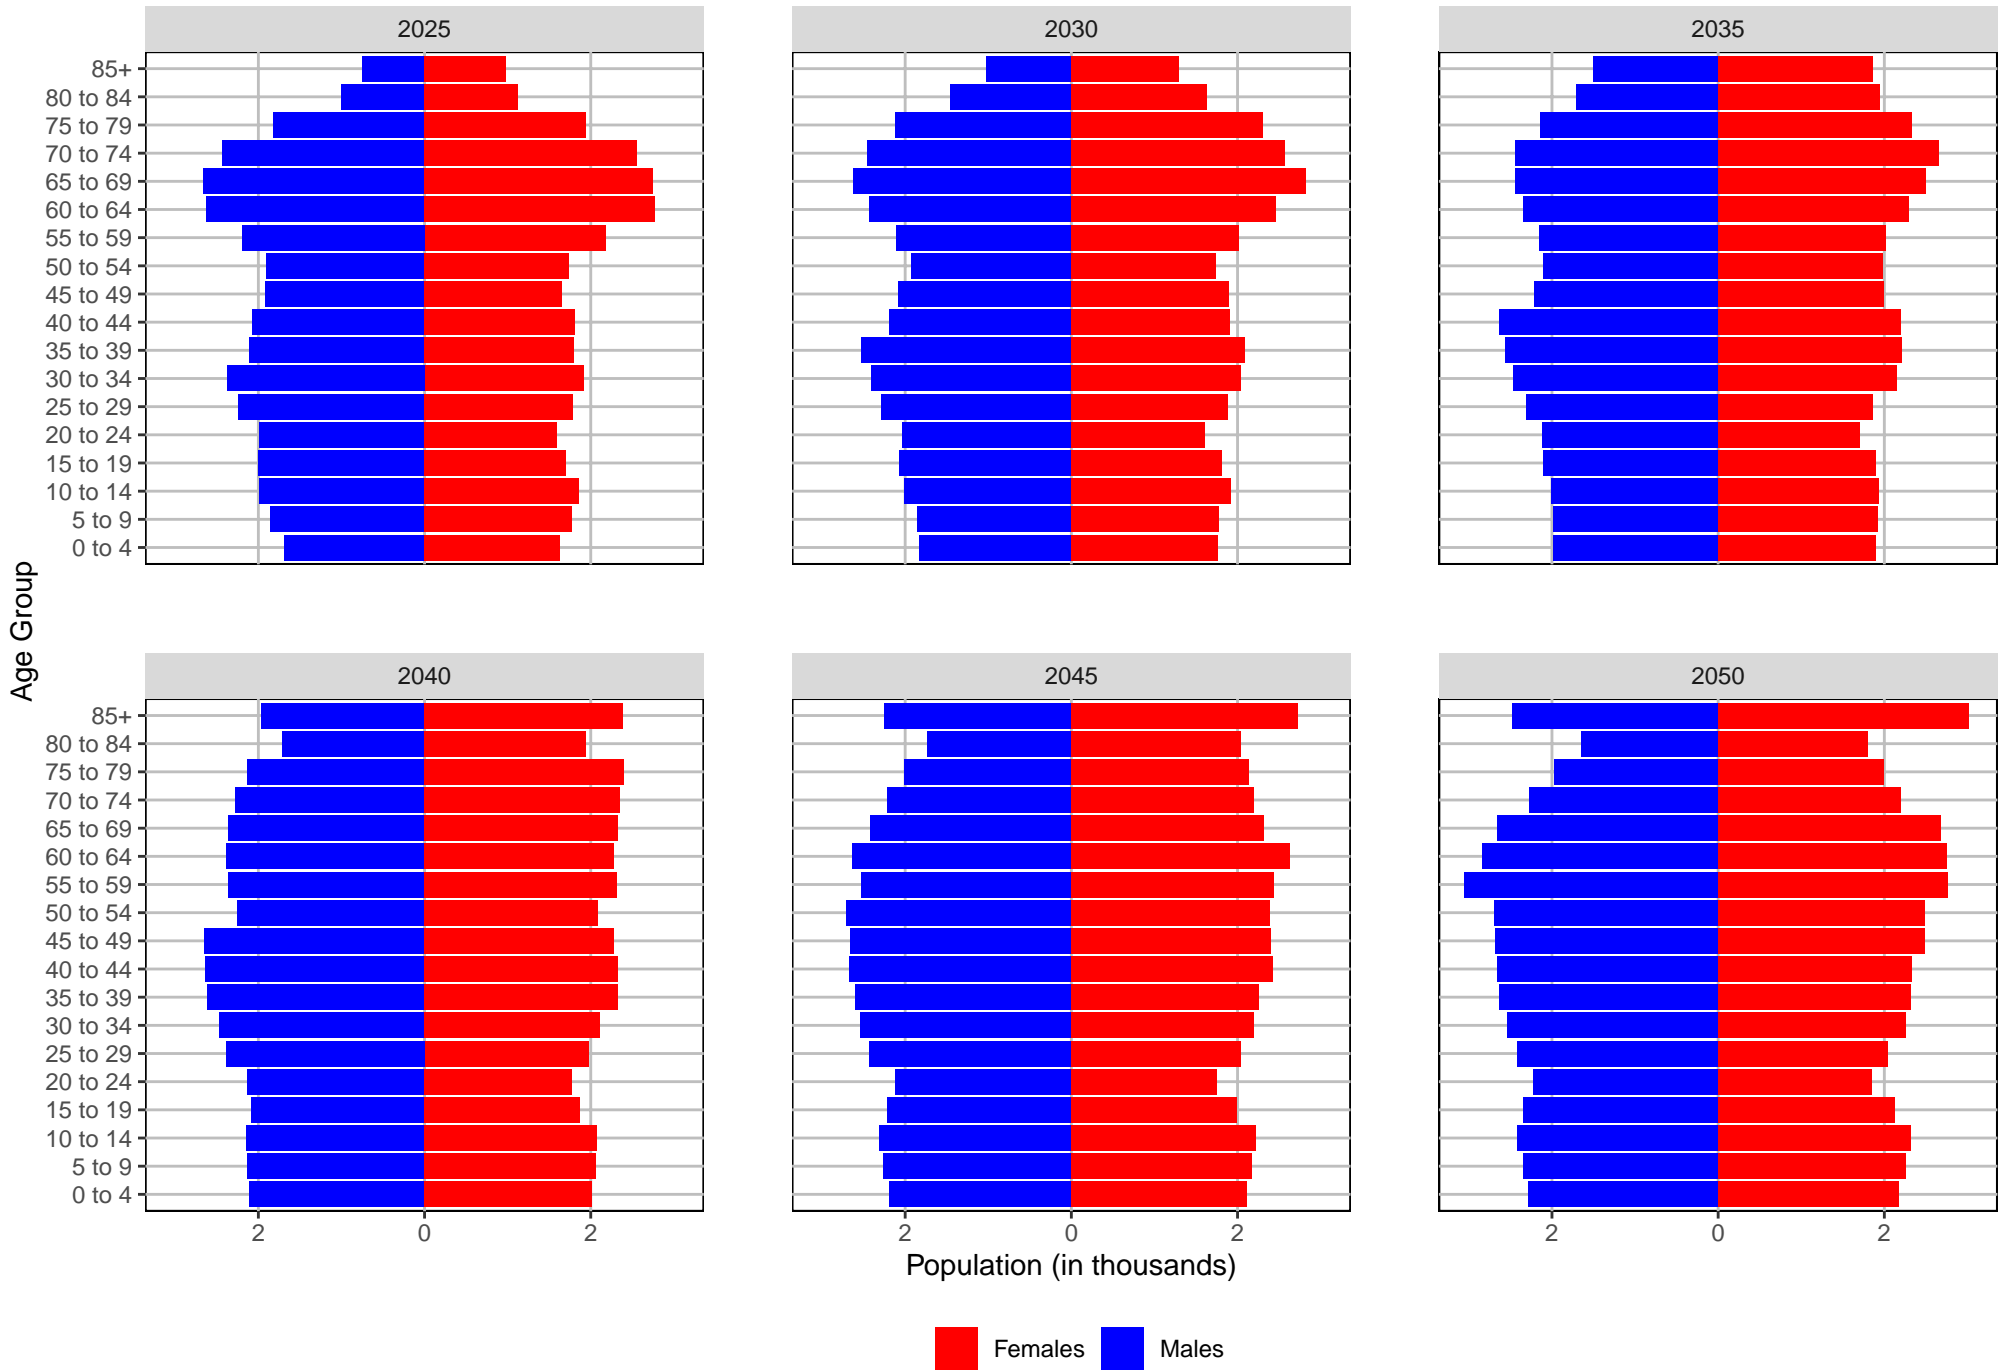 2025
2030
2035
85+
80 to 84
75 to 79
70 to 74
65 to 69
60 to 64
55 to 59
50 to 54
45 to 49
40 to 44
35 to 39
30 to 34
25 to 29
20 to 24
15 to 19
10 to 14
5 to 9
0 to 4
Age Group
2040
2045
2050
85+
80 to 84
75 to 79
70 to 74
65 to 69
60 to 64
55 to 59
50 to 54
45 to 49
40 to 44
35 to 39
30 to 34
25 to 29
20 to 24
15 to 19
10 to 14
5 to 9
0 to 4
2 0 2
2 0 2
2 0 2
Population (in thousands)
Females Males